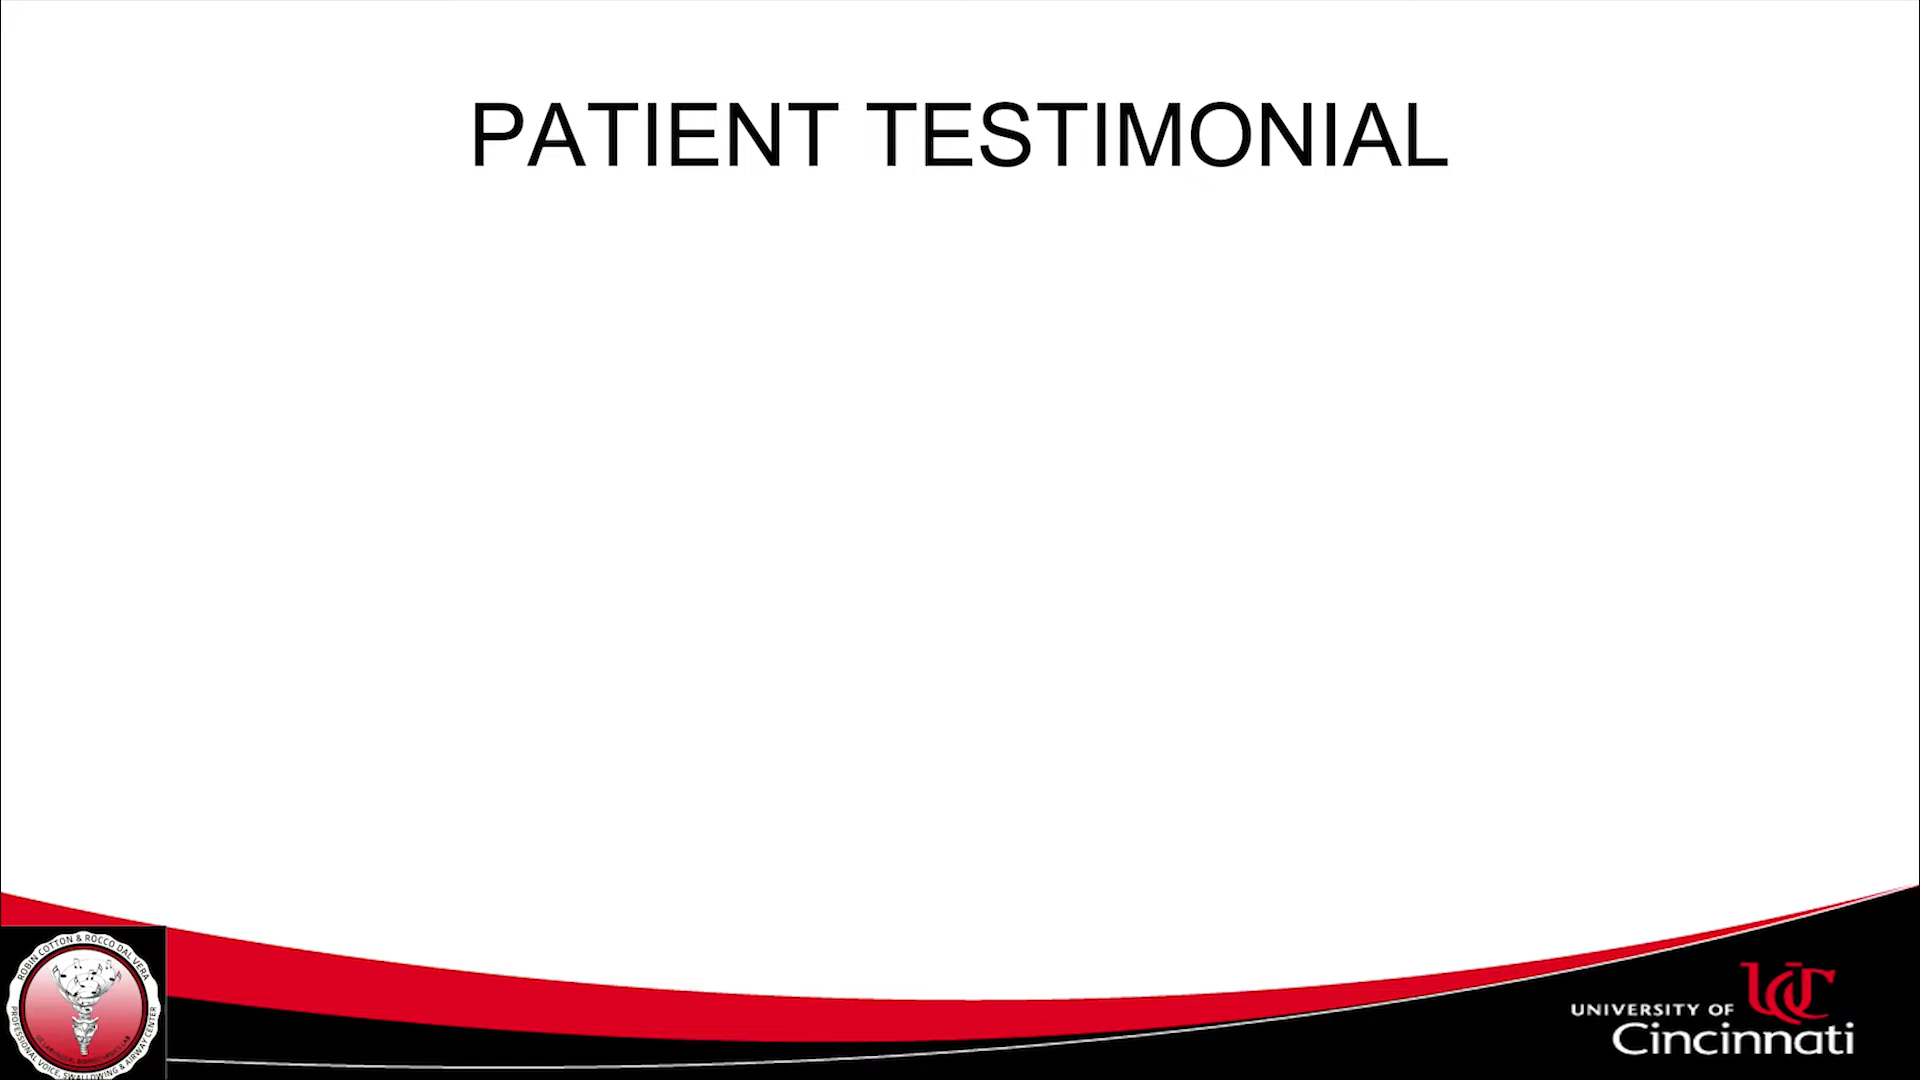 PATIENT TESTIMONIAL
ROBIN COTTON & ROCCO DAL VERA
PROFESSIONAL VOICE, SWALLOWING & AIRWAY CENTER
UNIVERSITY OF
Cincinnati